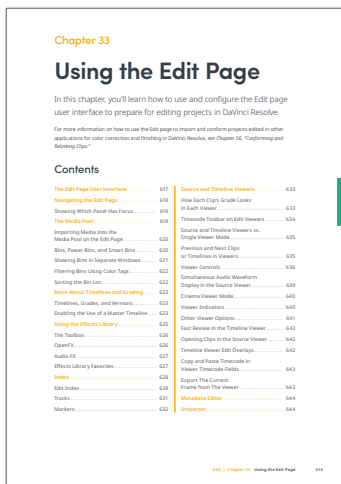 Chapter 33
Using the Edit Page
In this chapter, you'll learn how to use and configure the Edit page
user interface to prepare for editing projects in DaVinci Resolve.
For more information on how to use the Edit page to import and conform projects edited in other
applications for color correction and finishing in DaVinci Resolve, see Chapter 56, "Conforming and
Relinking Clips."
Contents
The Edit Page User Interface 617
Navigating the Edit Page 618
Showing Which Panel Has Focus 619
The Media Pool 619
Importing Media Into the
Media Pool on the Edit Page 620
Bins, Power Bins, and Smart Bins 620
Showing Bins in Separate Windows 621
Filtering Bins Using Color Tags 622
Sorting the Bin List 622
More About Timelines and Grading 623
Timelines, Grades, and Versions 623
Enabling the Use of a Master Timeline 623
Using the Effects Library 625
The Toolbox 626
OpenFX 626
Audio FX 627
Effects Library Favorites 627
Index 628
Edit Index 628
Tracks 631
Markers 632
Source and Timeline Viewers 633
How Each Clip's Grade Looks
in Each Viewer 633
Timecode Toolbar on Edit Viewers 634
Source and Timeline Viewers vs.
Single Viewer Mode 635
Previous and Next Clips
or Timelines in Viewers 635
Viewer Controls 636
Simultaneous Audio Waveform
Display in the Source Viewer 639
Cinema Viewer Mode 640
Viewer Indicators 640
Other Viewer Options 641
Fast Review in the Timeline Viewer 642
Opening Clips in the Source Viewer 642
Timeline Viewer Edit Overlays 642
Copy and Paste Timecode in
Viewer Timecode Fields 643
Export The Current
Frame from The Viewer 643
Metadata Editor 644
Inspector 644
Edit | Chapter 33 Using the Edit Page 616